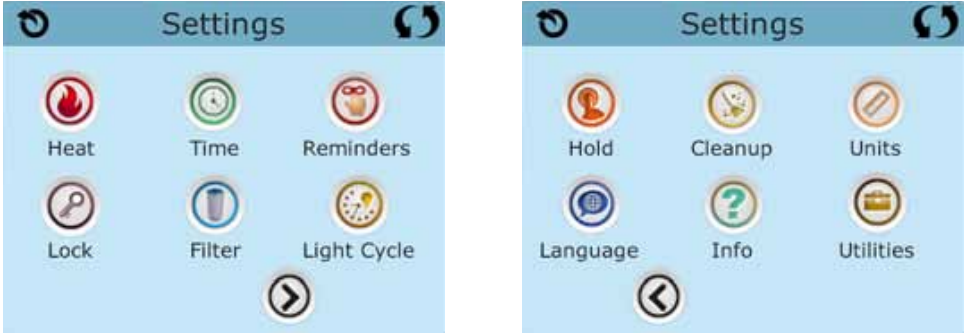 Settings
Heat Time Reminders
Lock Filter Light Cycle
Settings
Hold Cleanup Units
Language Info Utilities